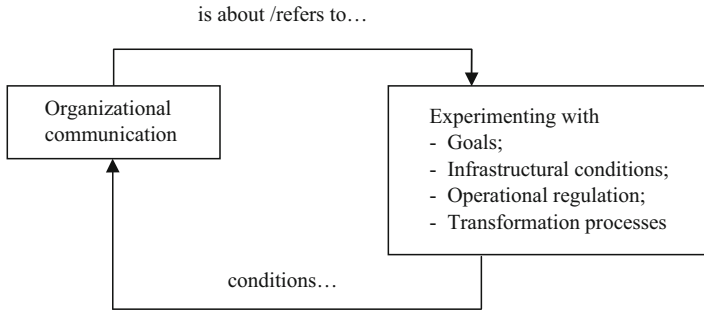 is about /refers to…
Organizational
communication
Experimenting with
- Goals;
- Infrastructural conditions;
- Operational regulation;
- Transformation processes
conditions…